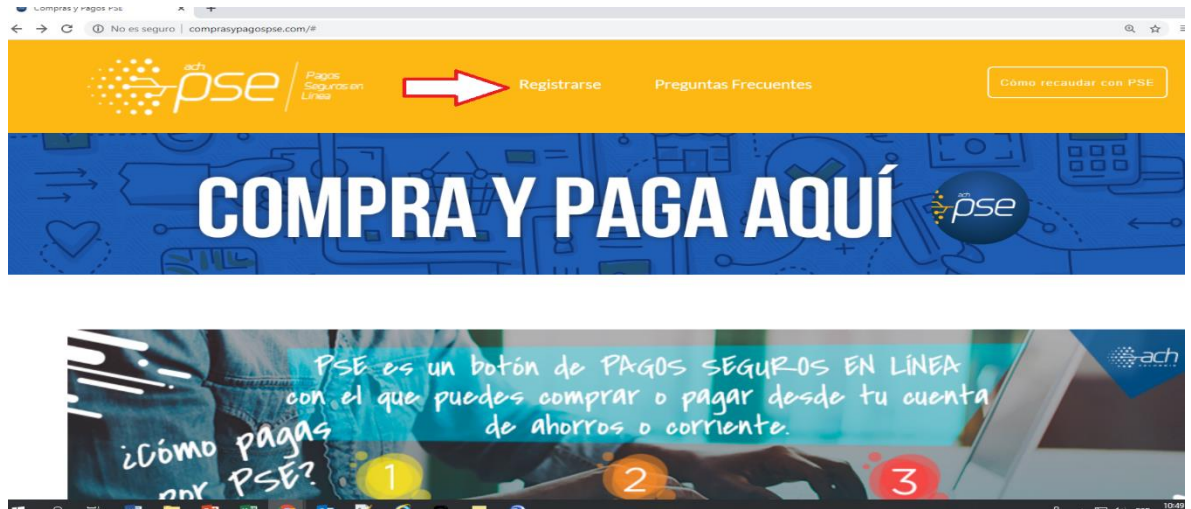 Compras y Pagos PSE
No es seguro | comprasypagospse.com/#
ach
pse
Pagos
Seguros en
Línea
Registrarse
Preguntas Frecuentes
Cómo recaudar con PSE
COMPRA Y PAGA AQUÍ
ach
pse
PSE es un botón de PAGOS SEGUROS EN LÍNEA
con el que puedes comprar o pagar desde tu cuenta
de ahorros o corriente.
ach
COLOMBIA
¿Cómo pagas
por PSE?
1
2
3
10:49